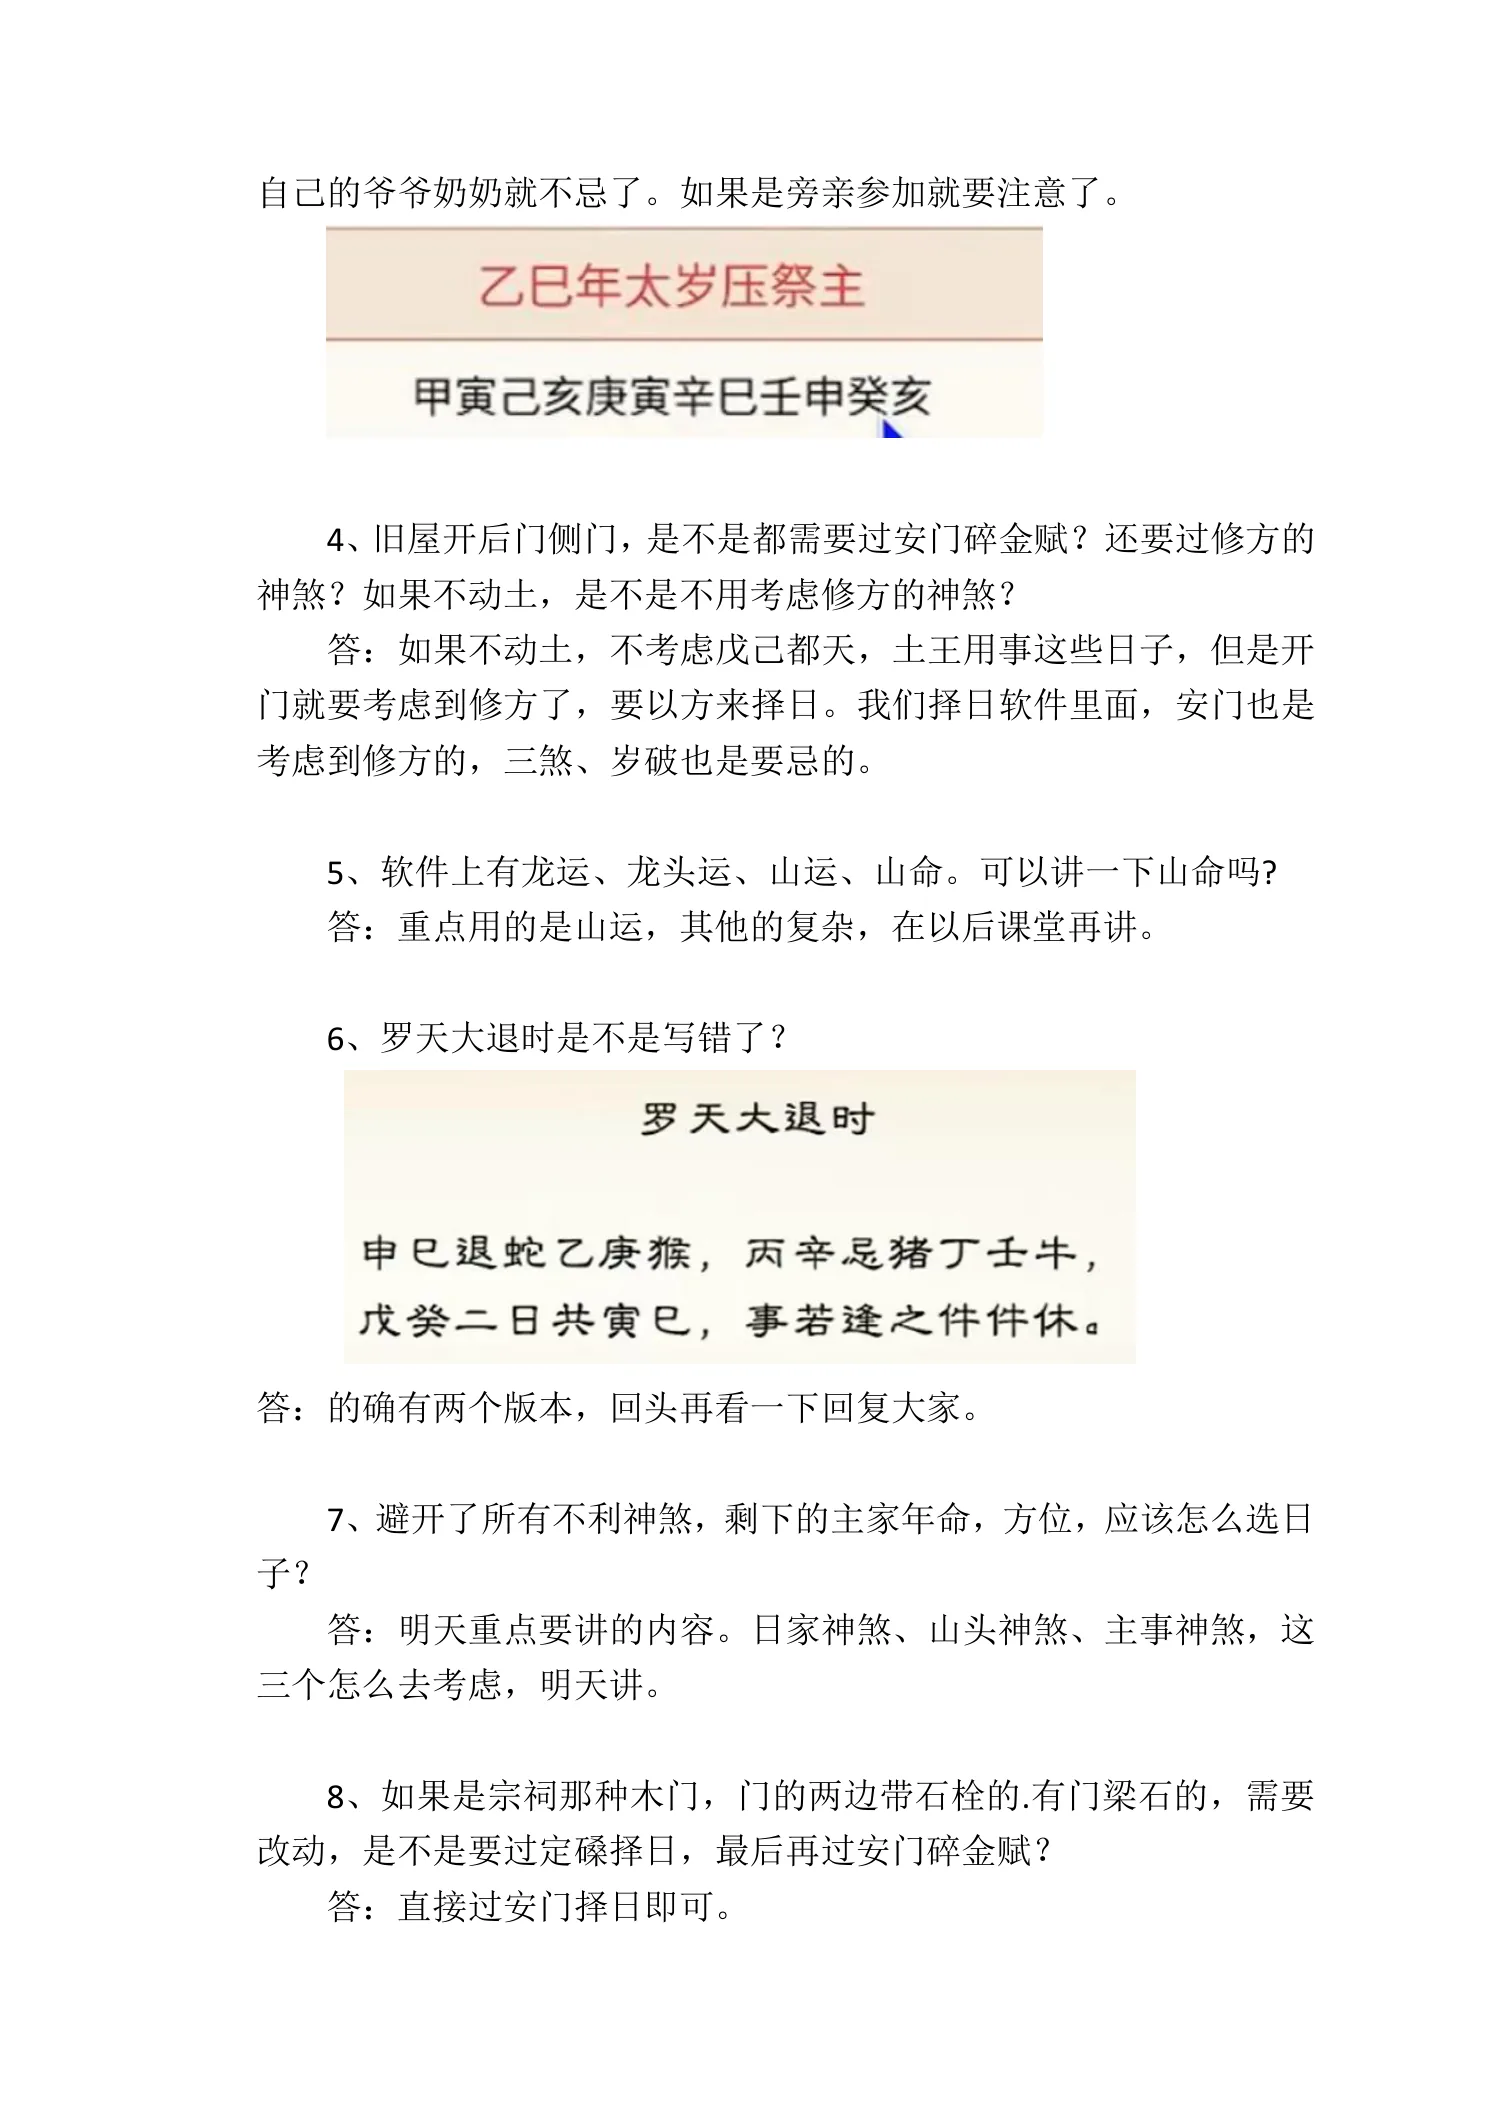 自己的爷爷奶奶就不忌了。如果是旁亲参加就要注意了。
乙巳年太岁压祭主
甲寅己亥庚寅辛巳壬申癸亥
4、旧屋开后门侧门，是不是都需要过安门碎金赋？还要过修方的
神煞？如果不动土，是不是不用考虑修方的神煞？
答：如果不动土，不考虑戊己都天，土王用事这些日子，但是开
门就要考虑到修方了，要以方来择日。我们择日软件里面，安门也是
考虑到修方的，三煞、岁破也是要忌的。
5、软件上有龙运、龙头运、山运、山命。可以讲一下山命吗?
答：重点用的是山运，其他的复杂，在以后课堂再讲。
6、罗天大退时是不是写错了？
罗天大退时
申巳退蛇乙庚猴，丙辛忌猪丁壬牛，
戊癸二日共寅巳，事若逢之件件休。
答：的确有两个版本，回头再看一下回复大家。
7、避开了所有不利神煞，剩下的主家年命，方位，应该怎么选日
子？
答：明天重点要讲的内容。日家神煞、山头神煞、主事神煞，这
三个怎么去考虑，明天讲。
8、如果是宗祠那种木门，门的两边带石栓的.有门梁石的，需要
改动，是不是要过定磉择日，最后再过安门碎金赋？
答：直接过安门择日即可。